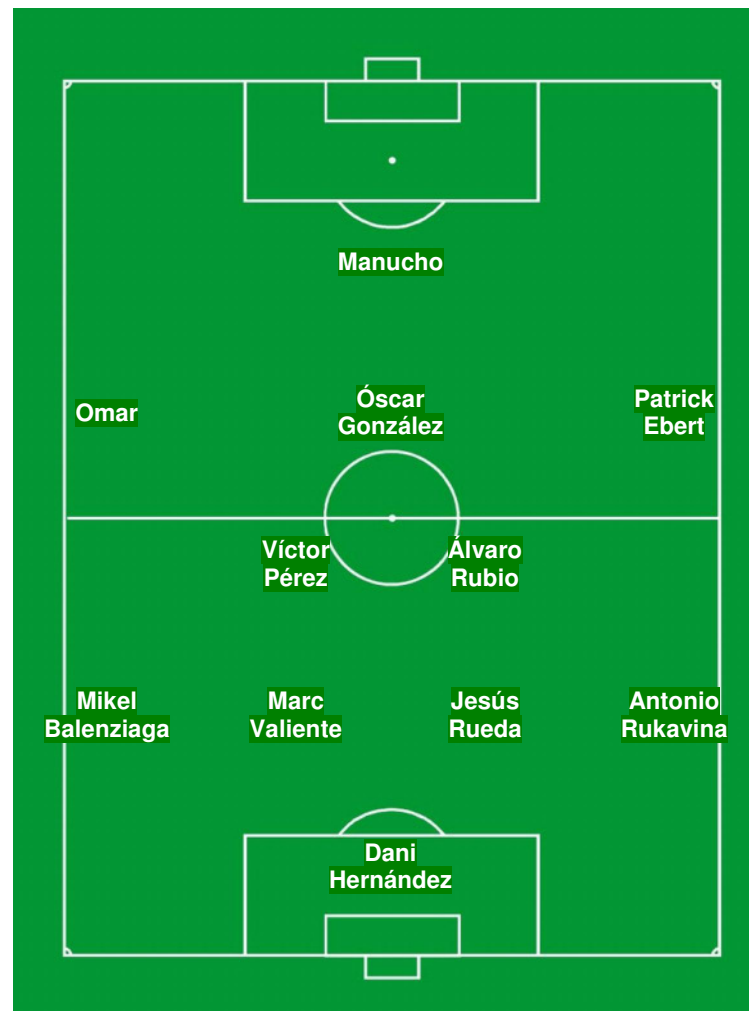 Manucho
Omar
Óscar
González
Patrick
Ebert
Víctor
Pérez
Álvaro
Rubio
Mikel
Balenziaga
Marc
Valiente
Jesús
Rueda
Antonio
Rukavina
Dani
Hernández